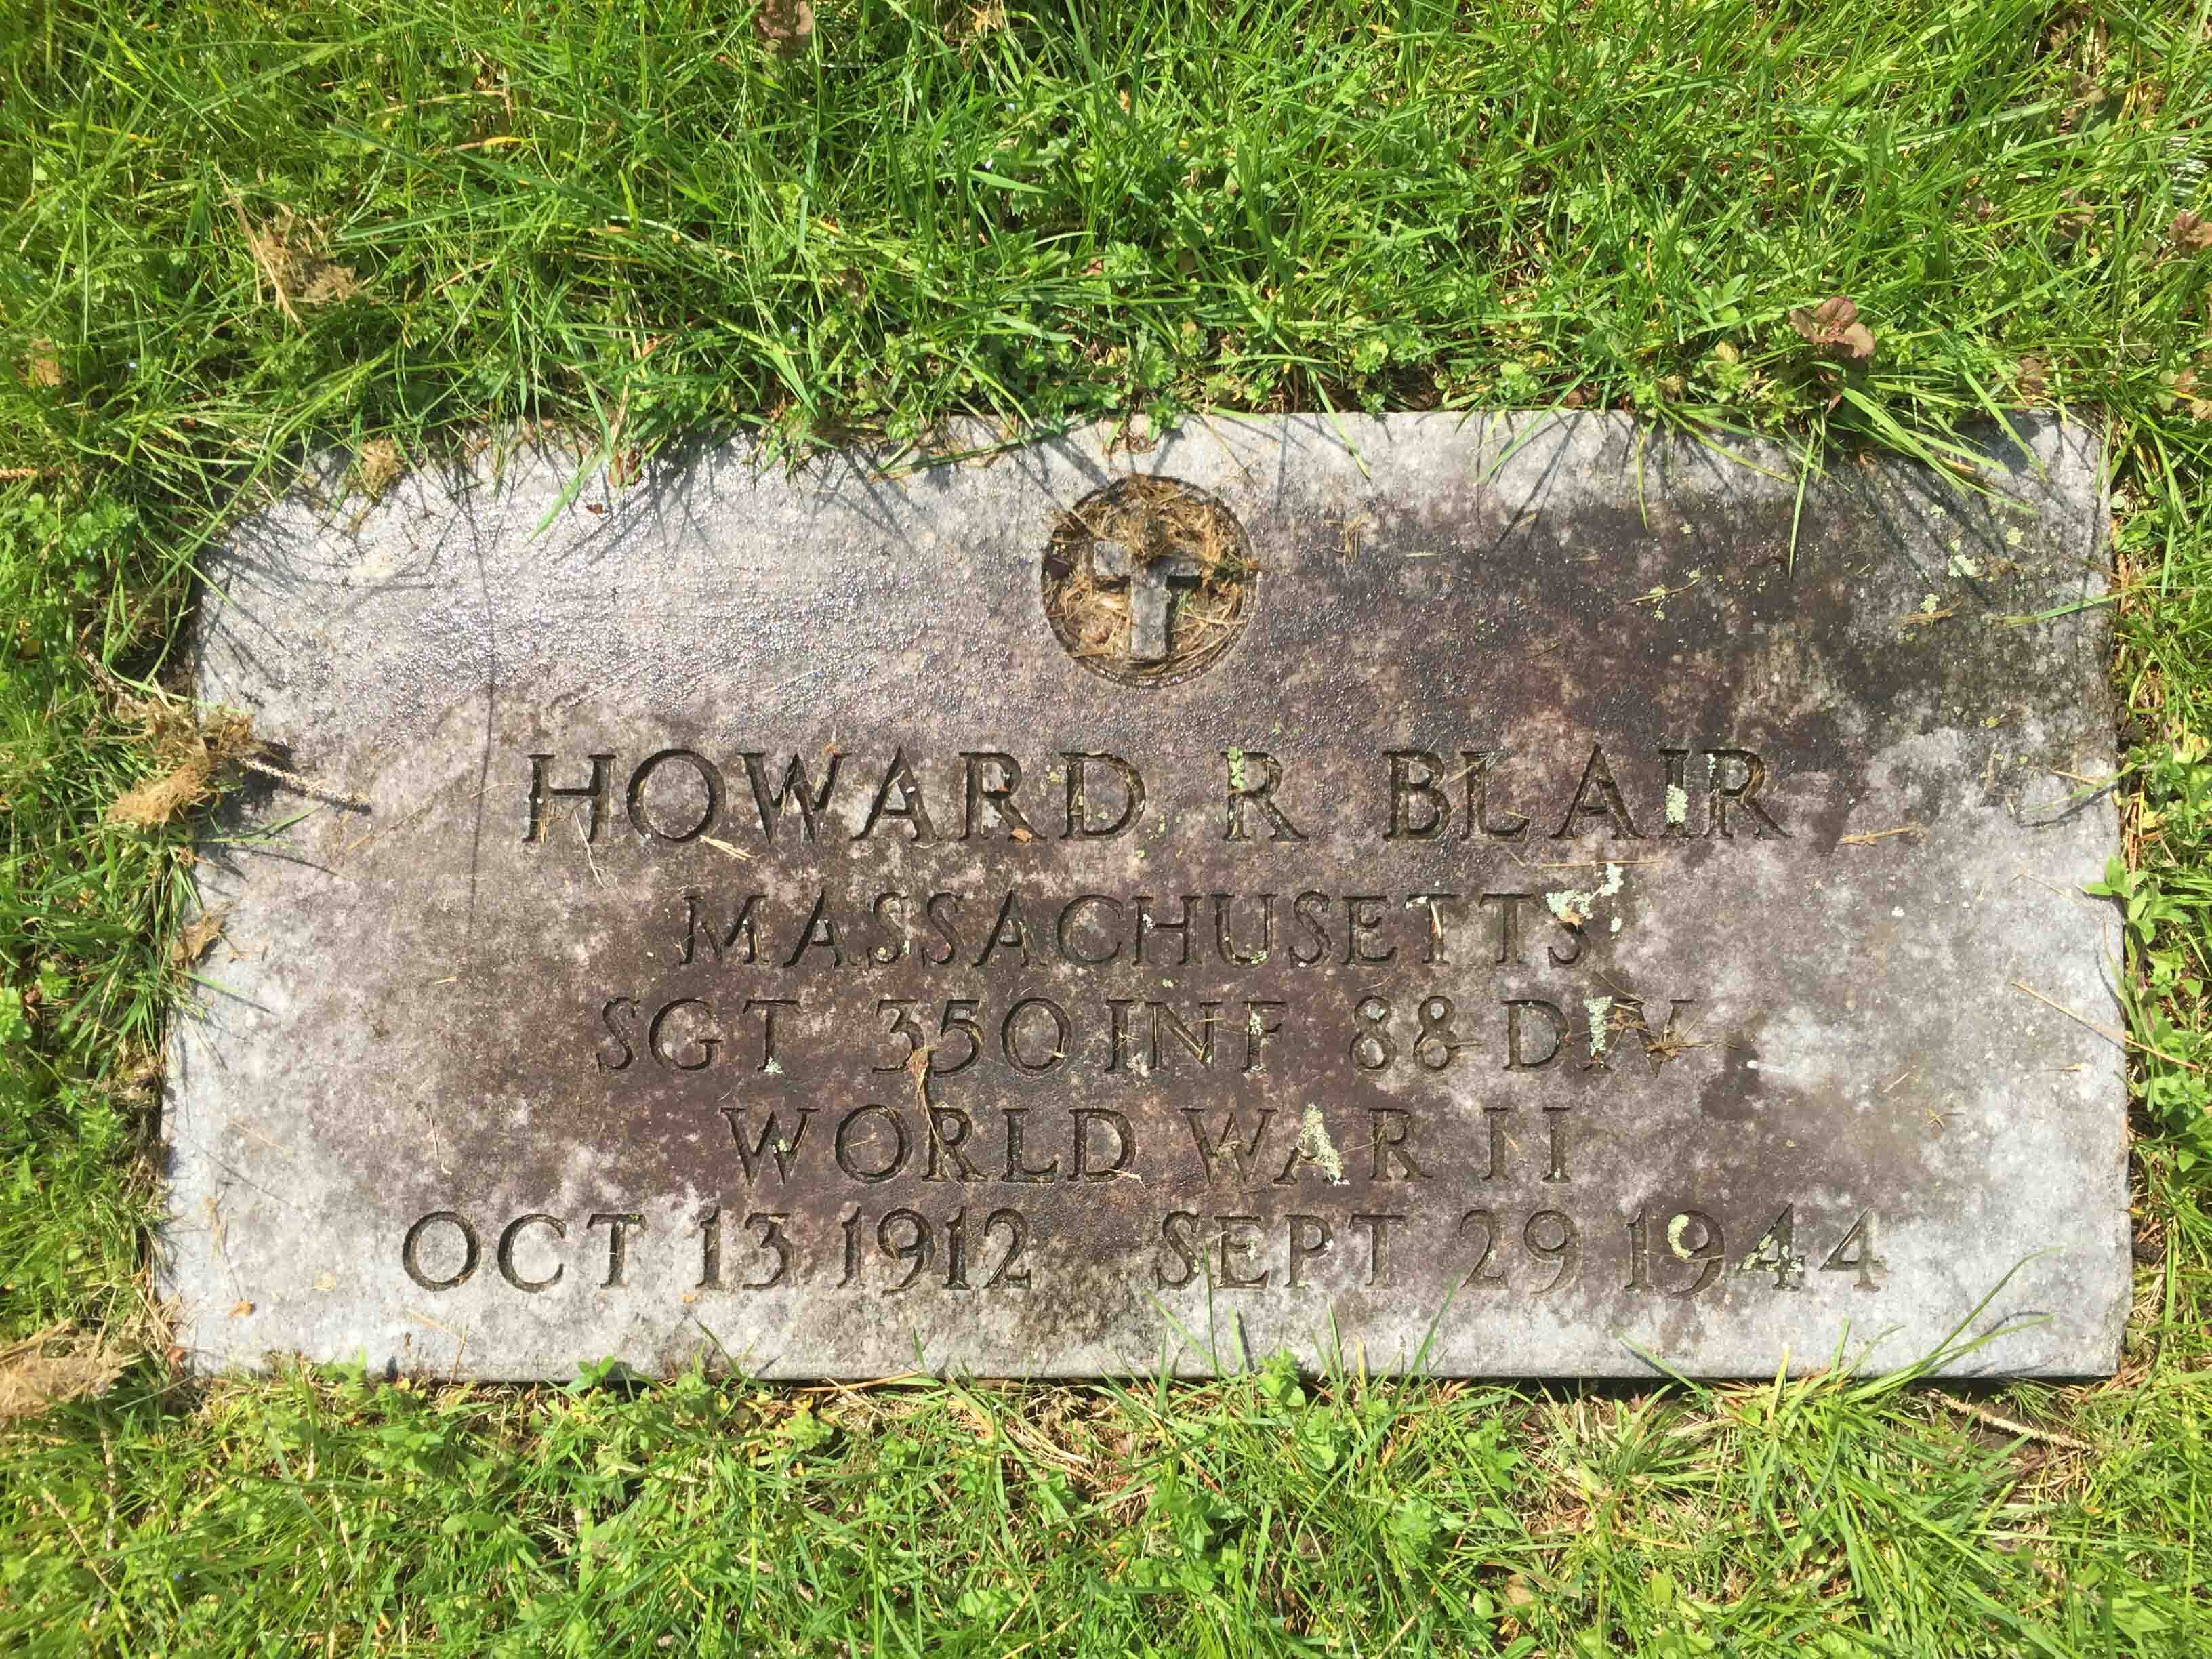 HOWARD R BLAIR
MASSACHUSETTS
SGT 350 INF 88 DIV
WORLD WAR II
OCT 13 1912 SEPT 29 1944